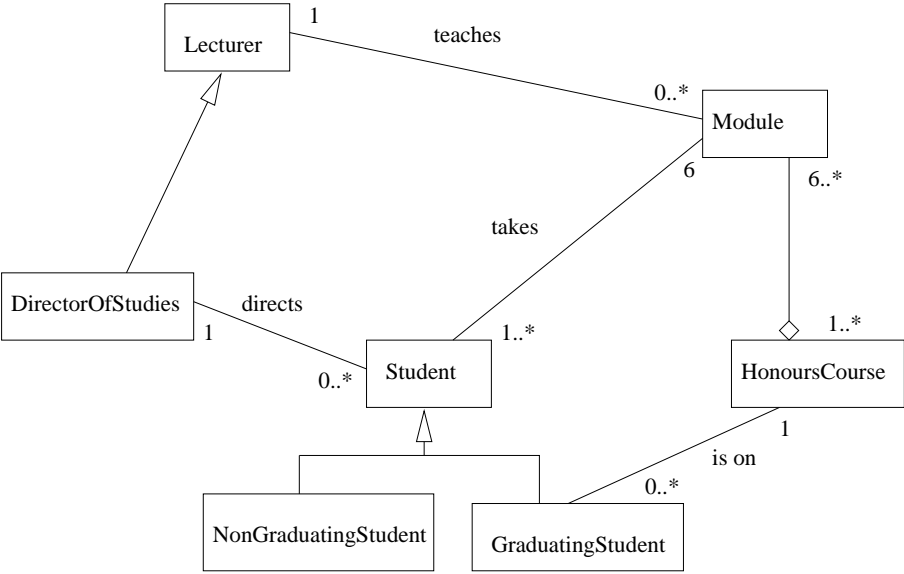 1
Lecturer
teaches
0..*
Module
6
6..*
takes
DirectorOfStudies
directs
1
1..*
1..*
0..*
Student
HonoursCourse
1
is on
0..*
NonGraduatingStudent
GraduatingStudent